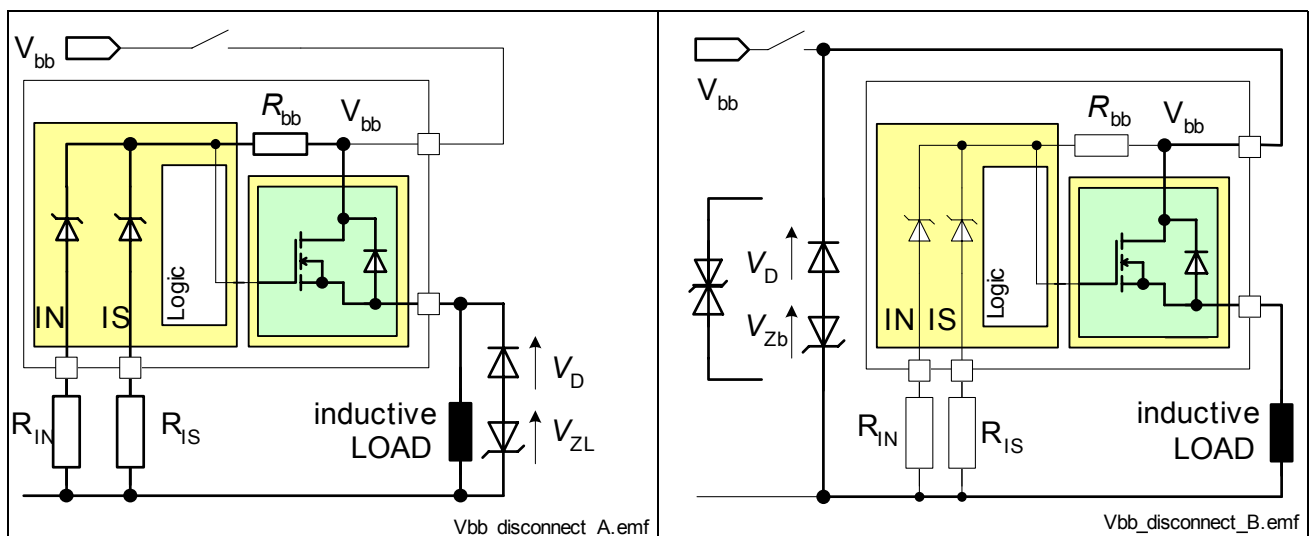 V_bb
R_bb
V_bb
Logic
IN
IS
R_IN
R_IS
inductive
LOAD
V_D
V_ZL
Vbb_disconnect_A.emf
V_bb
R_bb
V_bb
V_D
V_Zb
Logic
IN
IS
R_IN
R_IS
inductive
LOAD
Vbb_disconnect_B.emf